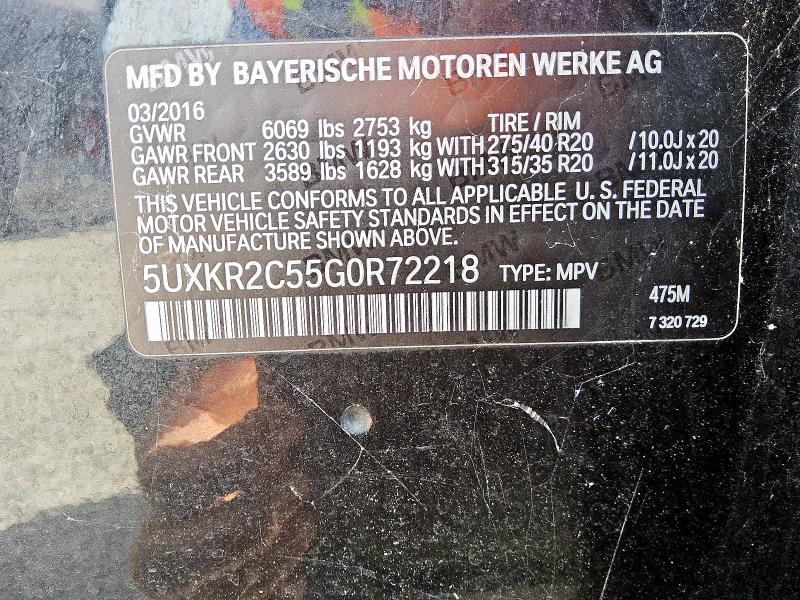 MFD BY BAYERISCHE MOTOREN WERKE AG
03/2016
GVWR 6069 lbs 2753 kg TIRE / RIM
GAWR FRONT 2630 lbs 1193 kg WITH 275/40 R20 /10.0J x 20
GAWR REAR 3589 lbs 1628 kg WITH 315/35 R20 /11.0J x 20
THIS VEHICLE CONFORMS TO ALL APPLICABLE U. S. FEDERAL
MOTOR VEHICLE SAFETY STANDARDS IN EFFECT ON THE DATE
OF MANUFACTURE SHOWN ABOVE.
5UXKR2C55G0R72218 TYPE: MPV
475M
7 320 729